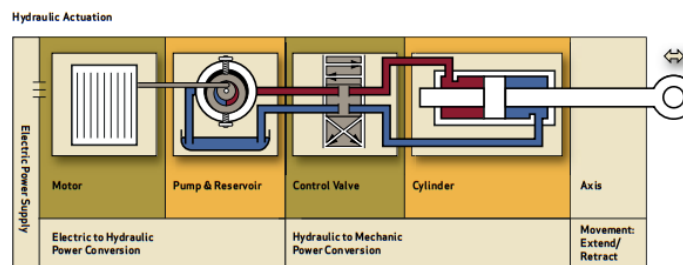 Hydraulic Actuation
Electric Power Supply
Motor
Pump & Reservoir
Control Valve
Cylinder
Axis
Electric to Hydraulic
Power Conversion
Hydraulic to Mechanic
Power Conversion
Movement:
Extend/
Retract